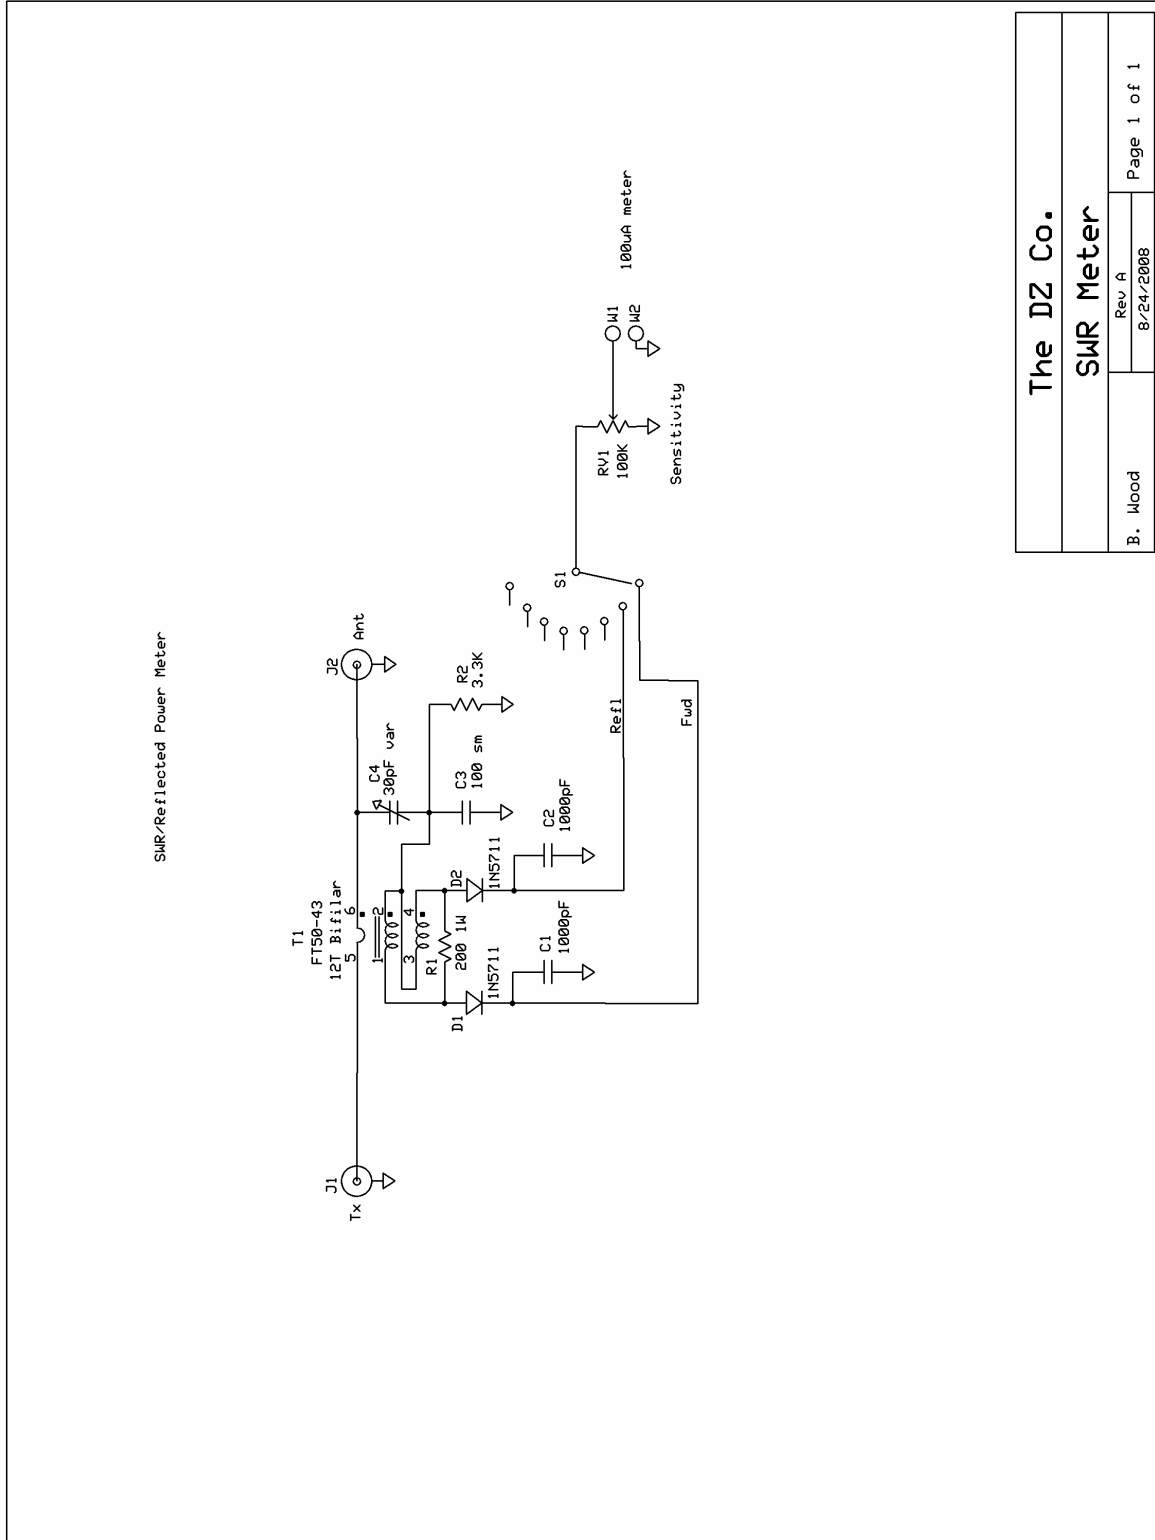 SWR/Reflected Power Meter
T1
FT50-43
12T Bifilar
5
6
1
2
3
4
J1
Tx
J2
Ant
C4
30pF var
R2
3.3K
C3
100 sm
R1
200 1W
D1
1N5711
D2
1N5711
C1
1000pF
C2
1000pF
Refl
Fwd
S1
RV1
100K
Sensitivity
W1
W2
100uA meter
The DZ Co.
SWR Meter
B. Wood
Rev A
8/24/2008
Page 1 of 1